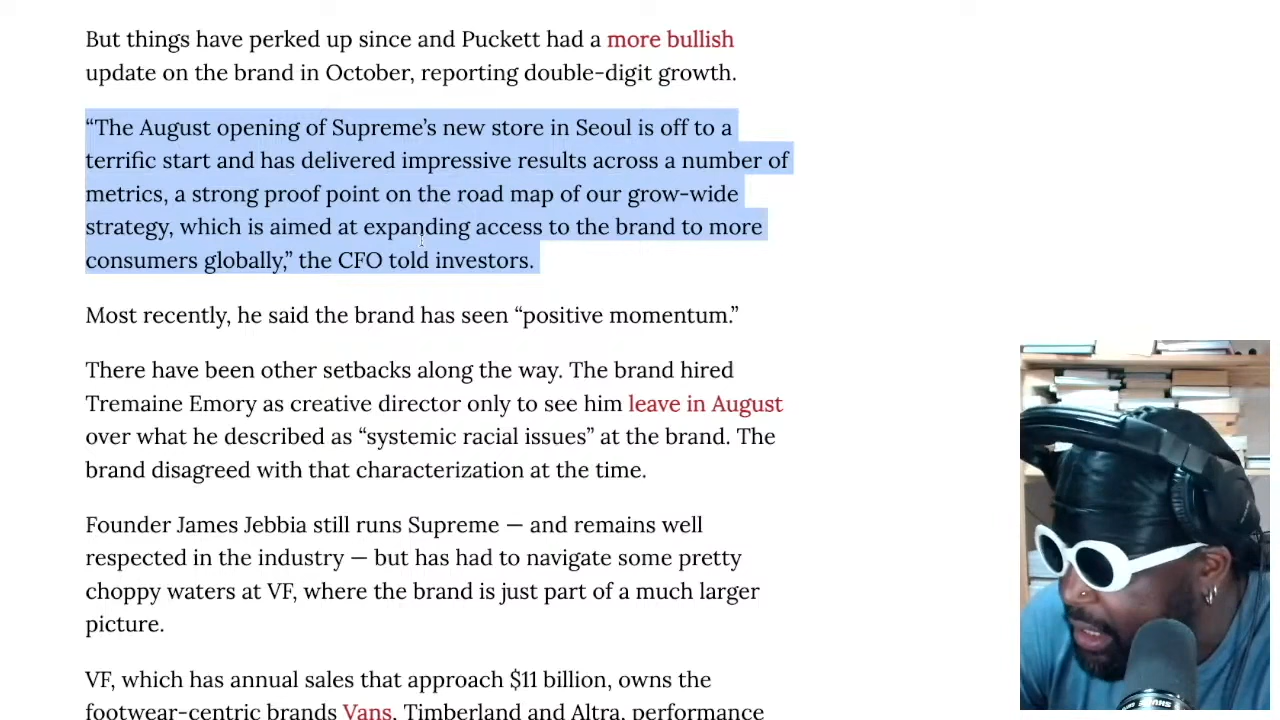 But things have perked up since and Puckett had a more bullish
update on the brand in October, reporting double-digit growth.
“The August opening of Supreme’s new store in Seoul is off to a
terrific start and has delivered impressive results across a number of
metrics, a strong proof point on the road map of our grow-wide
strategy, which is aimed at expanding access to the brand to more
consumers globally,” the CFO told investors.
Most recently, he said the brand has seen “positive momentum.”
There have been other setbacks along the way. The brand hired
Tremaine Emory as creative director only to see him leave in August
over what he described as “systemic racial issues” at the brand. The
brand disagreed with that characterization at the time.
Founder James Jebbia still runs Supreme — and remains well
respected in the industry — but has had to navigate some pretty
choppy waters at VF, where the brand is just part of a much larger
picture.
VF, which has annual sales that approach $11 billion, owns the
footwear-centric brands Vans, Timberland and Altra, performance